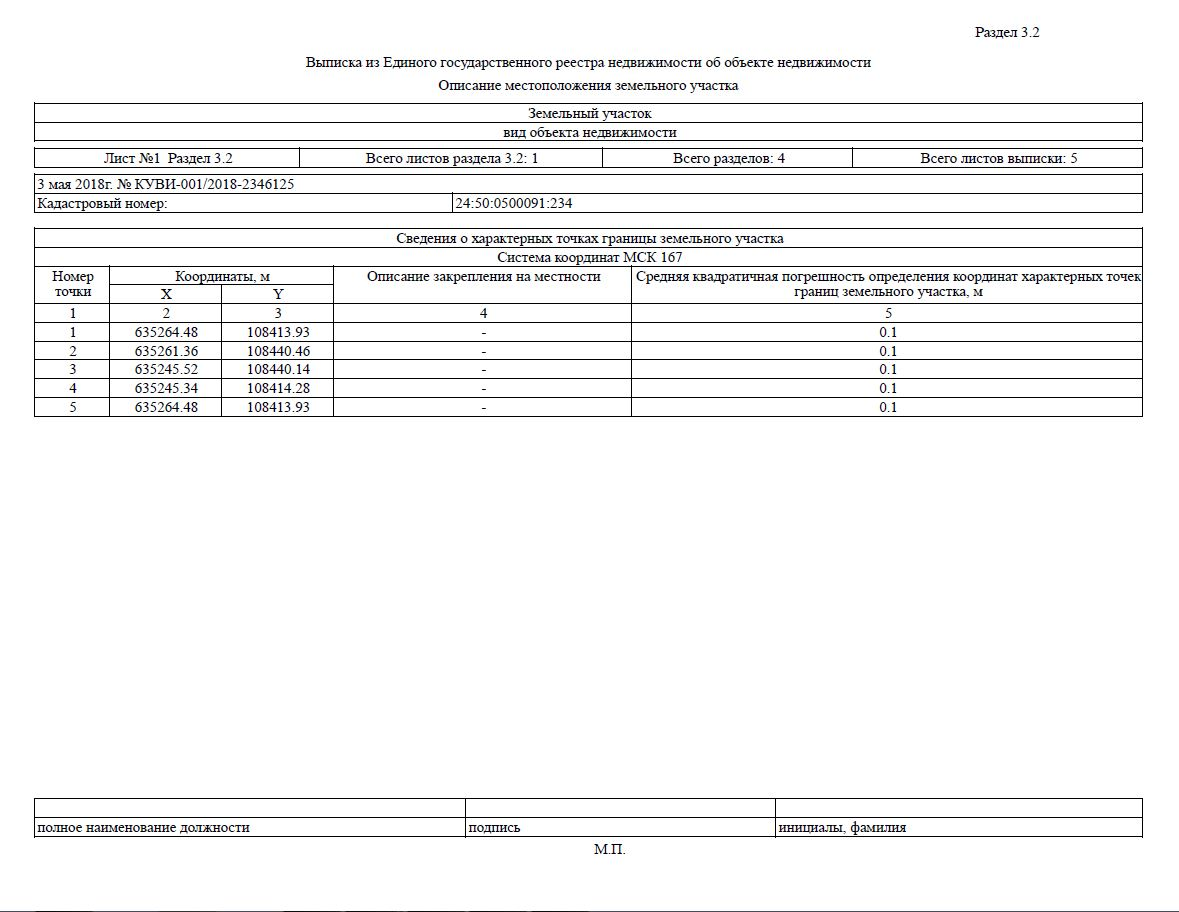 Раздел 3.2
Выписка из Единого государственного реестра недвижимости об объекте недвижимости
Описание местоположения земельного участка
Земельный участок
вид объекта недвижимости
Лист №1 Раздел 3.2 Всего листов раздела 3.2: 1 Всего разделов: 4 Всего листов выписки: 5
3 мая 2018г. № КУВИ-001/2018-2346125
Кадастровый номер: 24:50:0500091:234
Сведения о характерных точках границы земельного участка
Система координат МСК 167
Номер точки Координаты, м Описание закрепления на местности Средняя квадратичная погрешность определения координат характерных точек границ земельного участка, м
X Y
1 2 3 4 5
1 635264.48 108413.93 - 0.1
2 635261.36 108440.46 - 0.1
3 635245.52 108440.14 - 0.1
4 635245.34 108414.28 - 0.1
5 635264.48 108413.93 - 0.1
полное наименование должности подпись инициалы, фамилия
М.П.